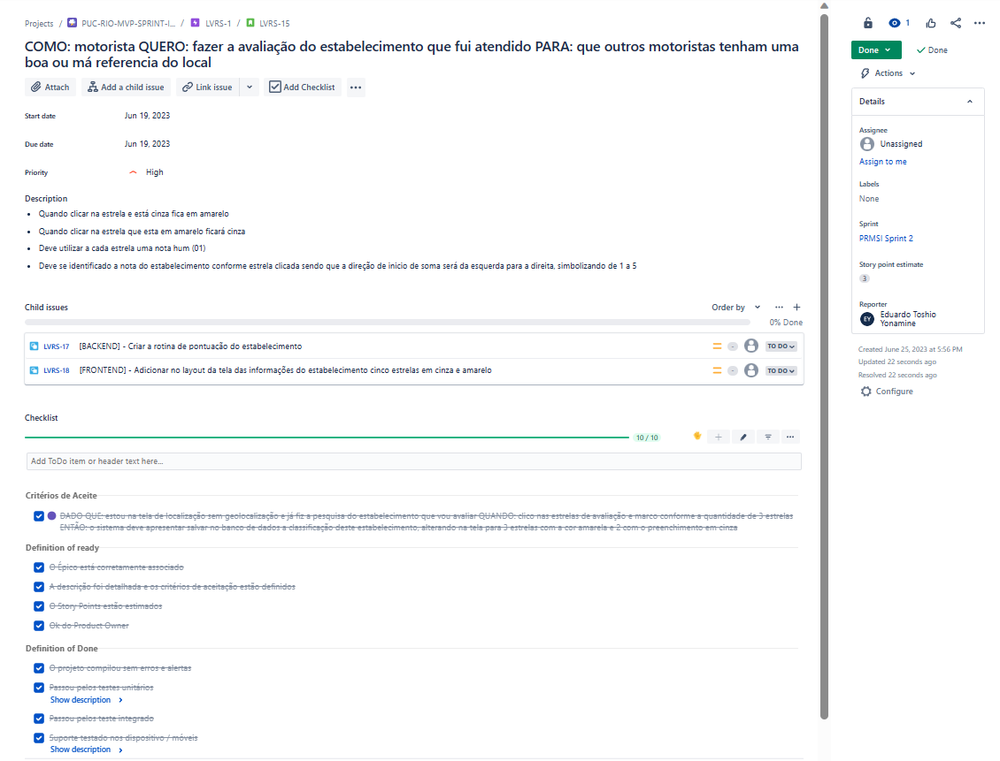 Projects / PUC-RIO-MVP-SPRINT-I... / LVRS-1 / LVRS-15
COMO: motorista QUERO: fazer a avaliação do estabelecimento que fui atendido PARA: que outros motoristas tenham uma
boa ou má referencia do local
Attach Add a child issue Link issue Add Checklist
Start date Jun 19, 2023
Due date Jun 19, 2023
Priority High
Description
• Quando clicar na estrela e está cinza fica em amarelo
• Quando clicar na estrela que esta em amarelo ficará cinza
• Deve utilizar a cada estrela uma nota hum (01)
• Deve se identificado a nota do estabelecimento conforme estrela clicada sendo que a direção de inicio de soma será da esquerda para a direita, simbolizando de 1 a 5
Child issues Order by
0% Done
LVRS-17 [BACKEND] - Criar a rotina de pontuação do estabelecimento - TO DO
LVRS-18 [FRONTEND] - Adicionar no layout da tela das informações do estabelecimento cinco estrelas em cinza e amarelo - TO DO
Checklist
10 / 10
Add ToDo item or header text here...
Critérios de Aceite
DADO QUE: estou na tela de localização sem geolocalização e já fiz a pesquisa do estabelecimento que vou avaliar QUANDO: clico nas estrelas de avaliação e marco conforme a quantidade de 3 estrelas
ENTÃO: o sistema deve apresentar salvar no banco de dados a classificação deste estabelecimento, alterando na tela para 3 estrelas com a cor amarela e 2 com o preenchimento em cinza
Definition of ready
O Épico está corretamente associado
A descrição foi detalhada e os critérios de aceitação estão definidos
O Story Points estão estimados
Ok do Product Owner
Definition of Done
O projeto compilou sem erros e alertas
Passou pelos testes unitários
Show description
Passou pelos teste integrado
Suporte testado nos dispositivo / móveis
Show description
1
Done Done
Actions
Details
Assignee
Unassigned
Assign to me
Labels
None
Sprint
PRMSI Sprint 2
Story point estimate
3
Reporter
EY Eduardo Toshio
Yonamine
Created June 25, 2023 at 5:56 PM
Updated 22 seconds ago
Resolved 22 seconds ago
Configure